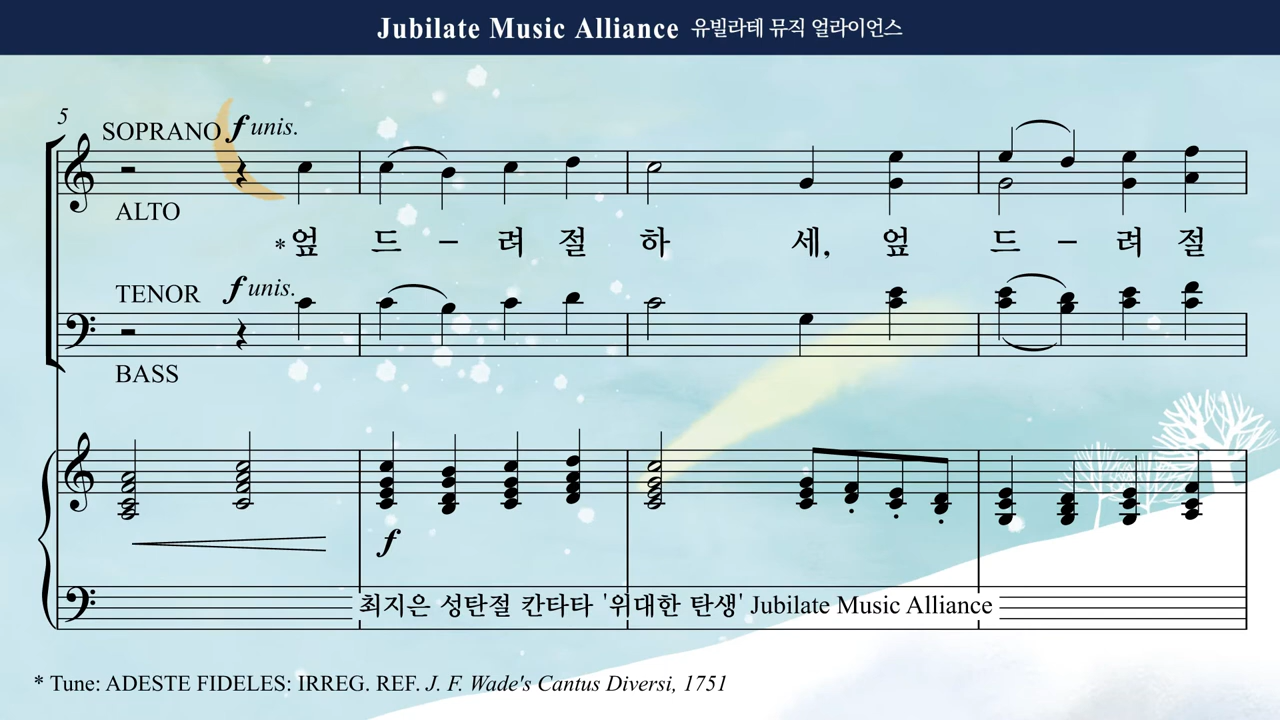 Jubilate Music Alliance 유빌라테 뮤직 얼라이언스
5
SOPRANO f unis.
ALTO
*엎 드 – 려 절 하 세, 엎 드 – 려 절
TENOR f unis.
BASS
f
최지은 성탄절 칸타타 '위대한 탄생' Jubilate Music Alliance
* Tune: ADESTE FIDELES: IRREG. REF. J. F. Wade's Cantus Diversi, 1751